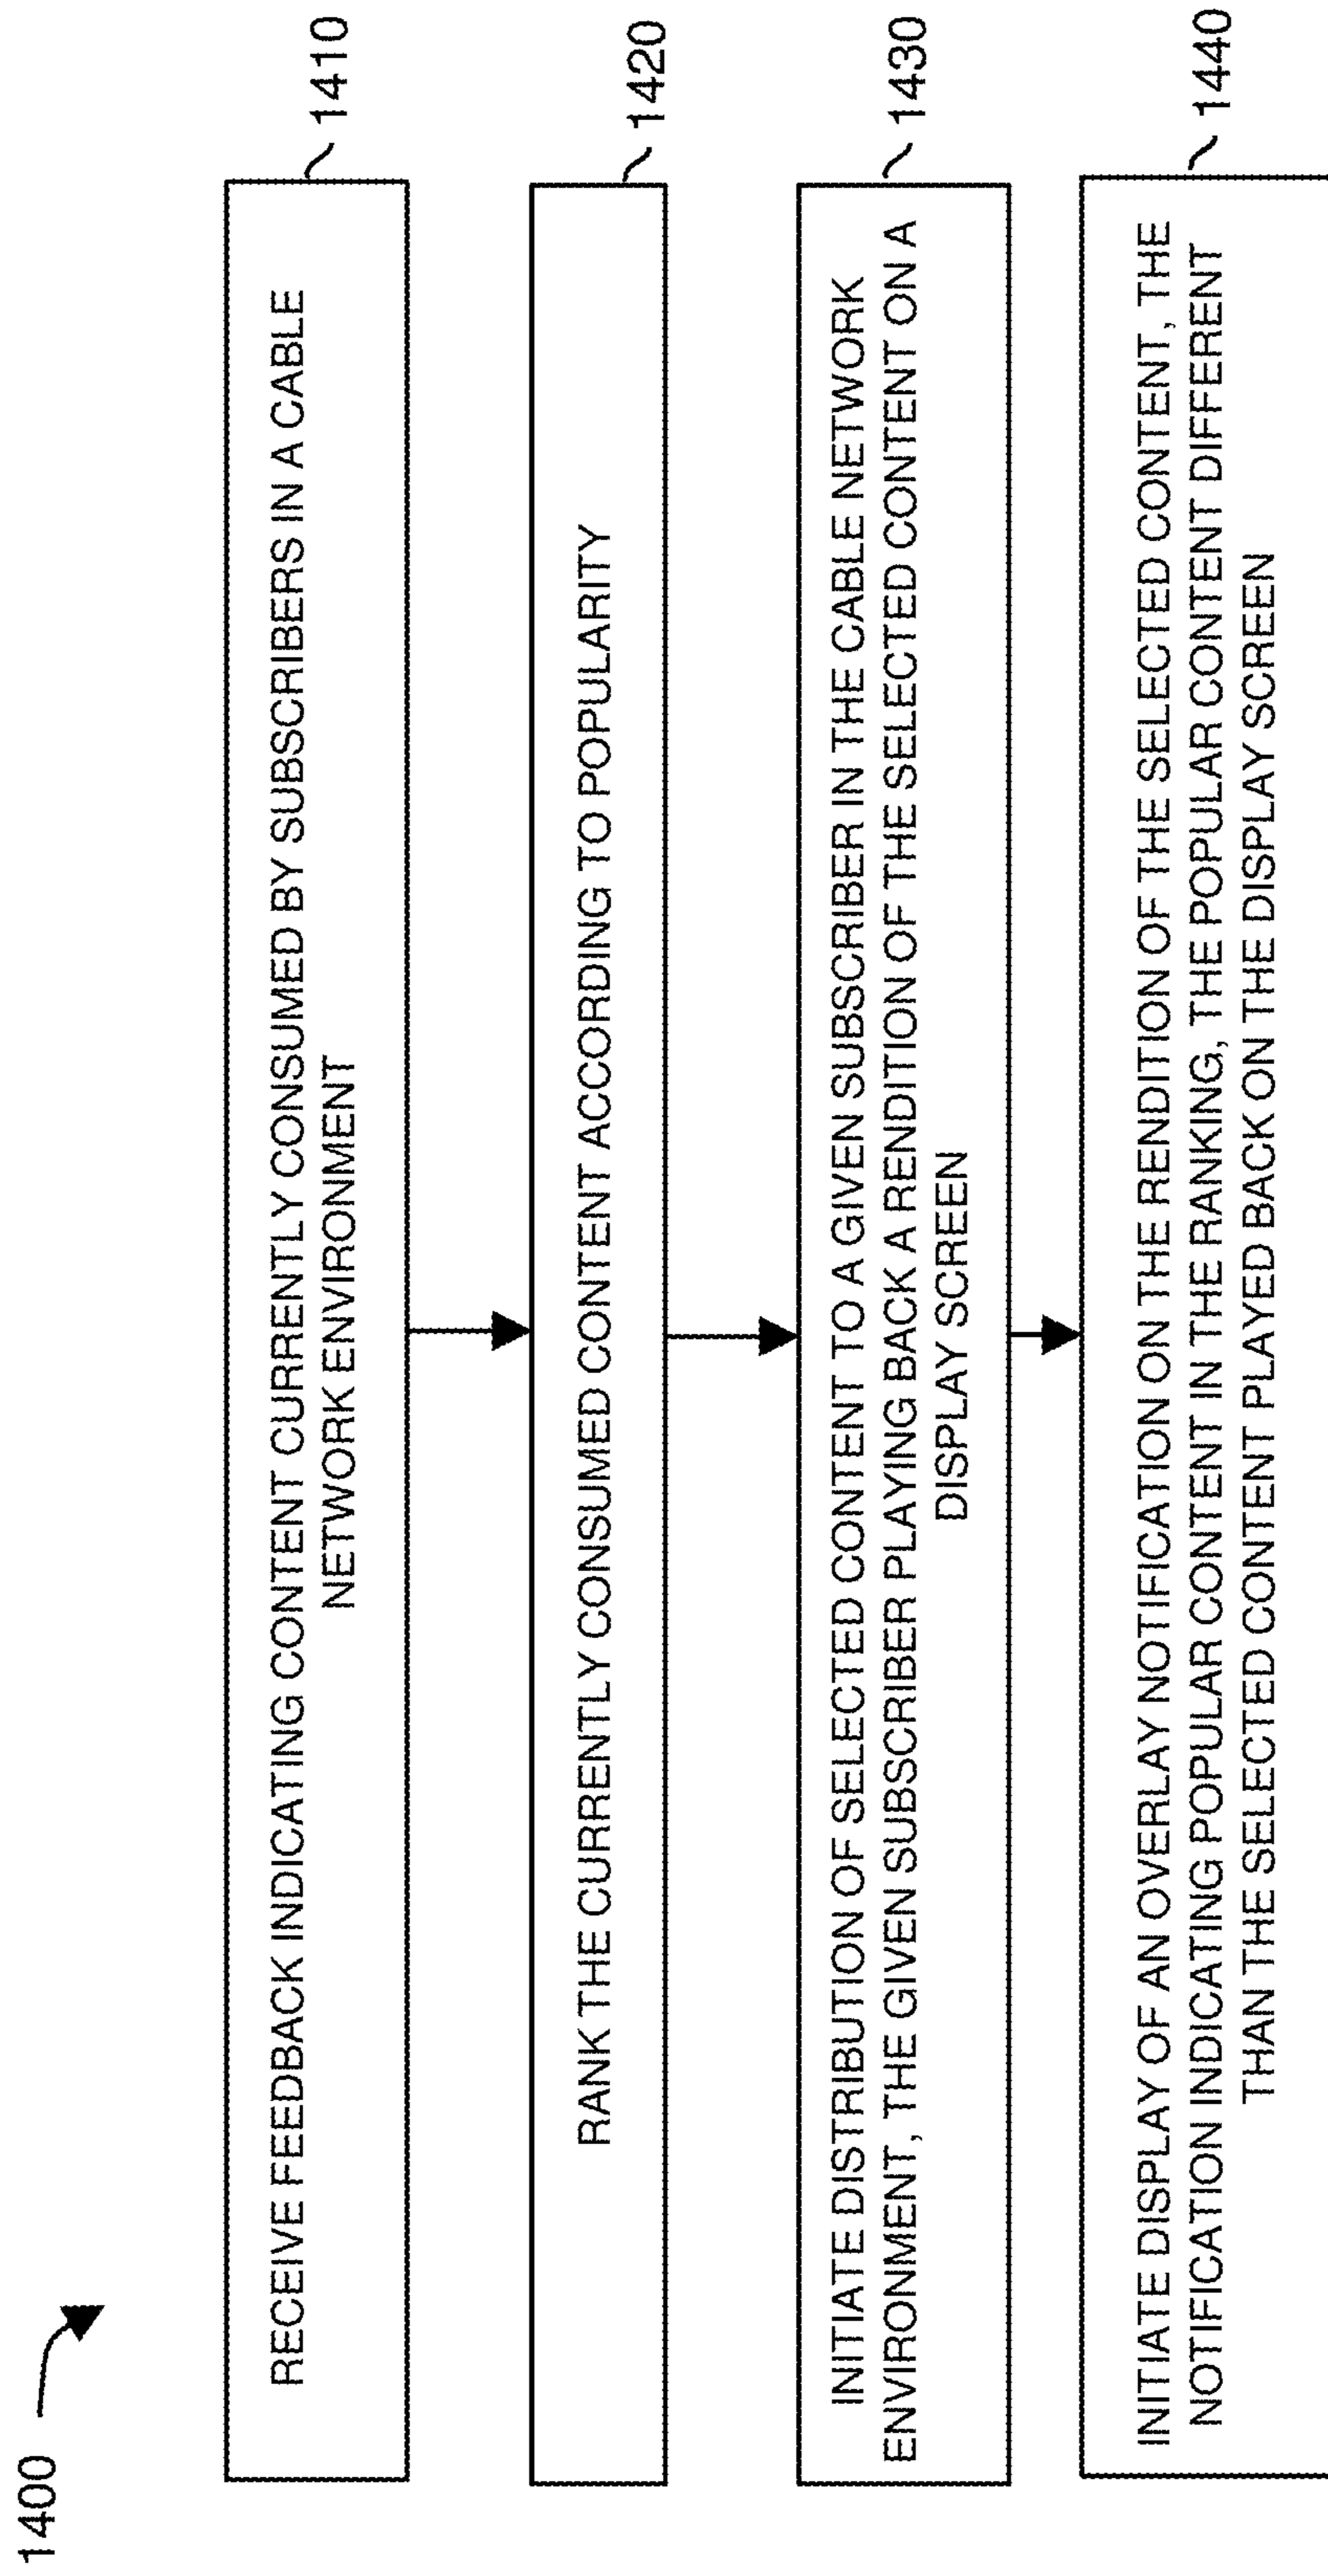 1400
RECEIVE FEEDBACK INDICATING CONTENT CURRENTLY CONSUMED BY SUBSCRIBERS IN A CABLE
NETWORK ENVIRONMENT
1410
RANK THE CURRENTLY CONSUMED CONTENT ACCORDING TO POPULARITY
1420
INITIATE DISTRIBUTION OF SELECTED CONTENT TO A GIVEN SUBSCRIBER IN THE CABLE NETWORK
ENVIRONMENT, THE GIVEN SUBSCRIBER PLAYING BACK A RENDITION OF THE SELECTED CONTENT ON A
DISPLAY SCREEN
1430
INITIATE DISPLAY OF AN OVERLAY NOTIFICATION ON THE RENDITION OF THE SELECTED CONTENT, THE
NOTIFICATION INDICATING POPULAR CONTENT IN THE RANKING, THE POPULAR CONTENT DIFFERENT
THAN THE SELECTED CONTENT PLAYED BACK ON THE DISPLAY SCREEN
1440